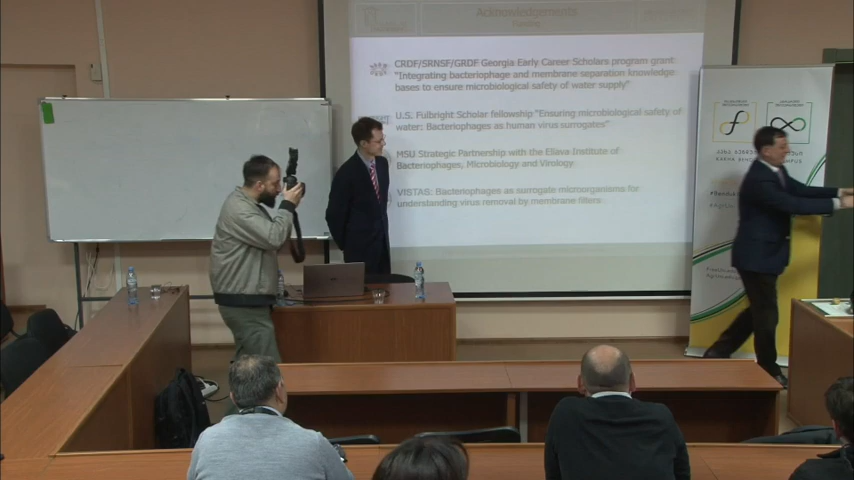 Acknowledgements
CRDF/SRNSF/GRDF Georgia Early Career Scholars program grant:
"Integrating bacteriophage and membrane separation knowledge
bases to ensure microbiological safety of water supply"
U.S. Fulbright Scholar fellowship "Ensuring microbiological safety of
water: Bacteriophages as human virus surrogates"
MSU Strategic Partnership with the Eliava Institute of
Bacteriophages, Microbiology and Virology
VISTAS: Bacteriophages as surrogate microorganisms for
understanding virus removal by membrane filters